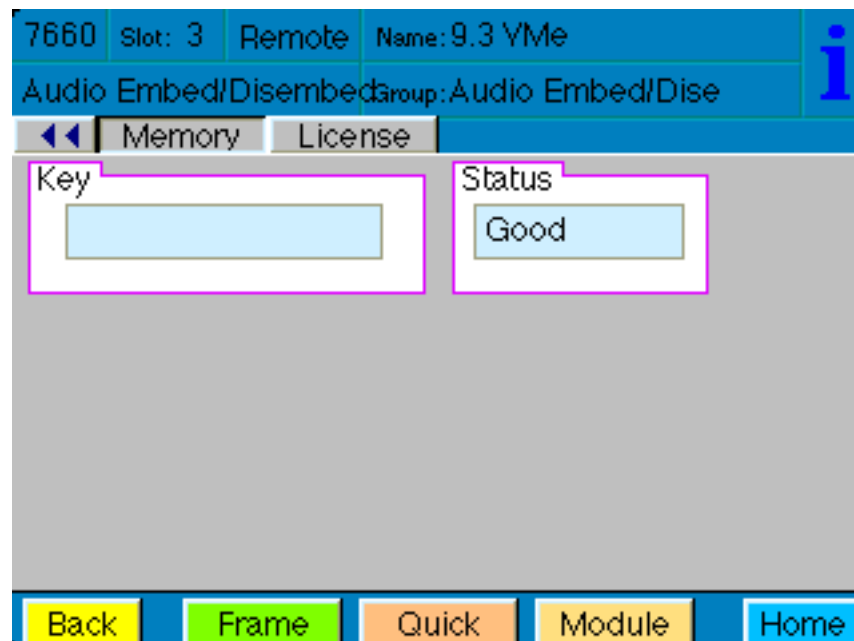 7660 Slot: 3 Remote Name: 9.3 VMe
Audio Embed/Disembed Group: Audio Embed/Dise
Memory License
Key Status
Good
Back Frame Quick Module Home